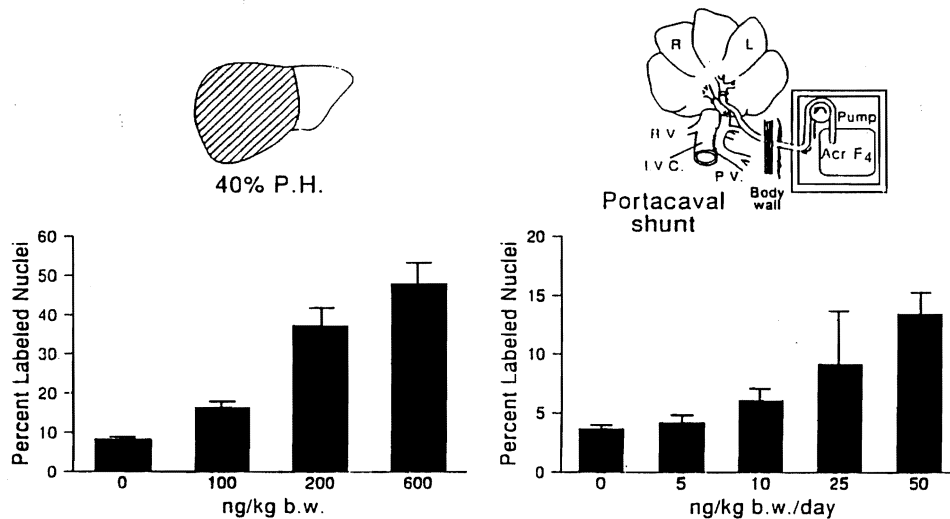 40% P.H.
R
L
R V.
I V C.
P V.
Pump
Acr F4
Body
wall
Portacaval
shunt
Percent Labeled Nuclei
60
50
40
30
20
10
0
0 100 200 600
ng/kg b.w.
Percent Labeled Nuclei
20
15
10
5
0
0 5 10 25 50
ng/kg b.w./day